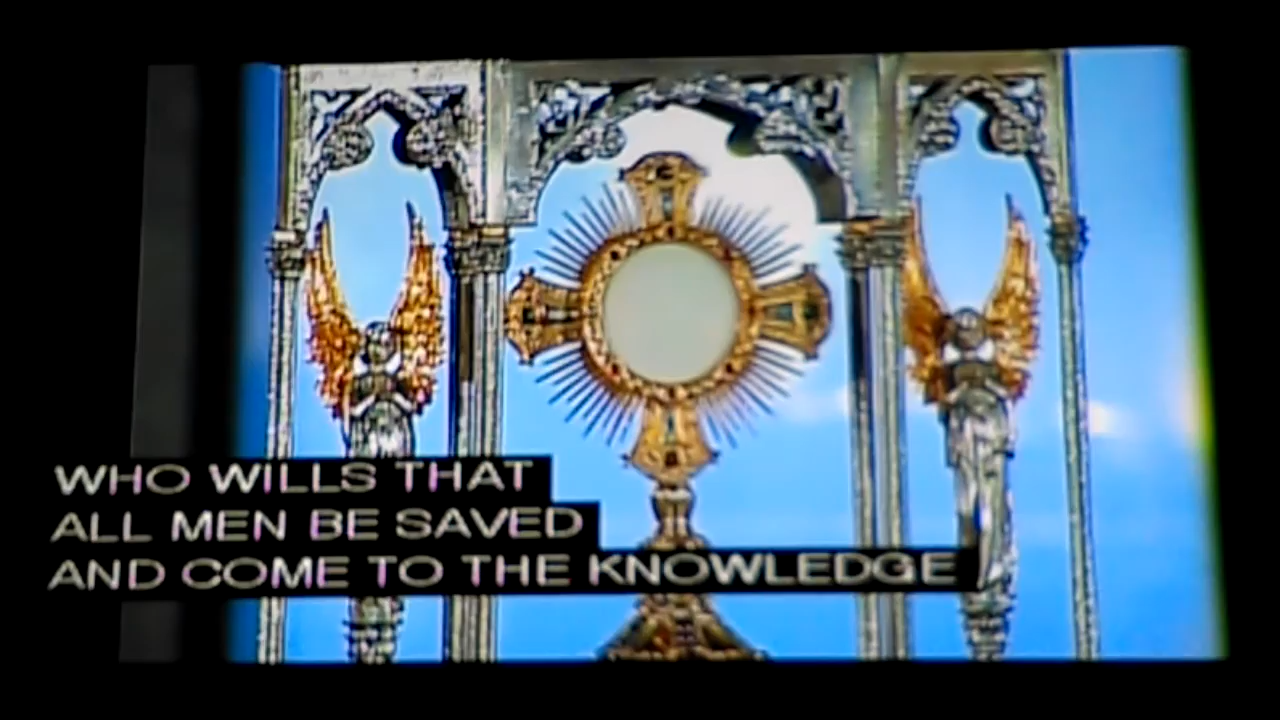 WHO WILLS THAT
ALL MEN BE SAVED
AND COME TO THE KNOWLEDGE